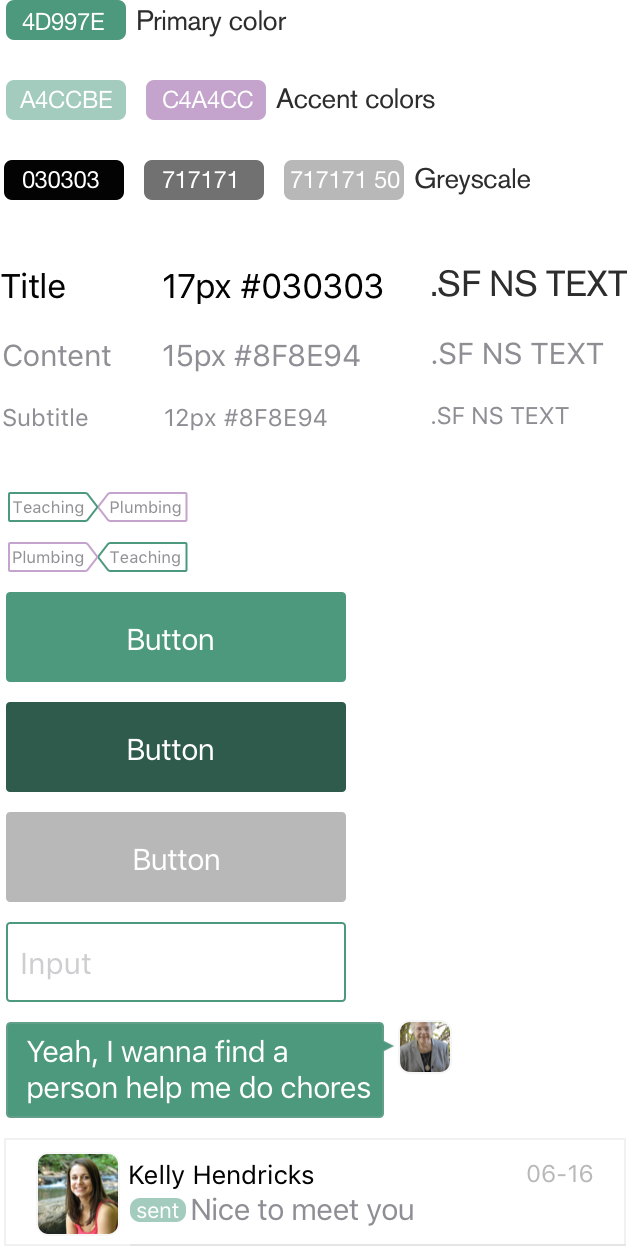 4D997E Primary color
A4CCBE C4A4CC Accent colors
030303 717171 717171 50 Greyscale
Title 17px #030303 .SF NS TEXT
Content 15px #8F8E94 .SF NS TEXT
Subtitle 12px #8F8E94 .SF NS TEXT
Teaching Plumbing
Plumbing Teaching
Button
Button
Button
Input
Yeah, I wanna find a
person help me do chores
Kelly Hendricks 06-16
sent Nice to meet you